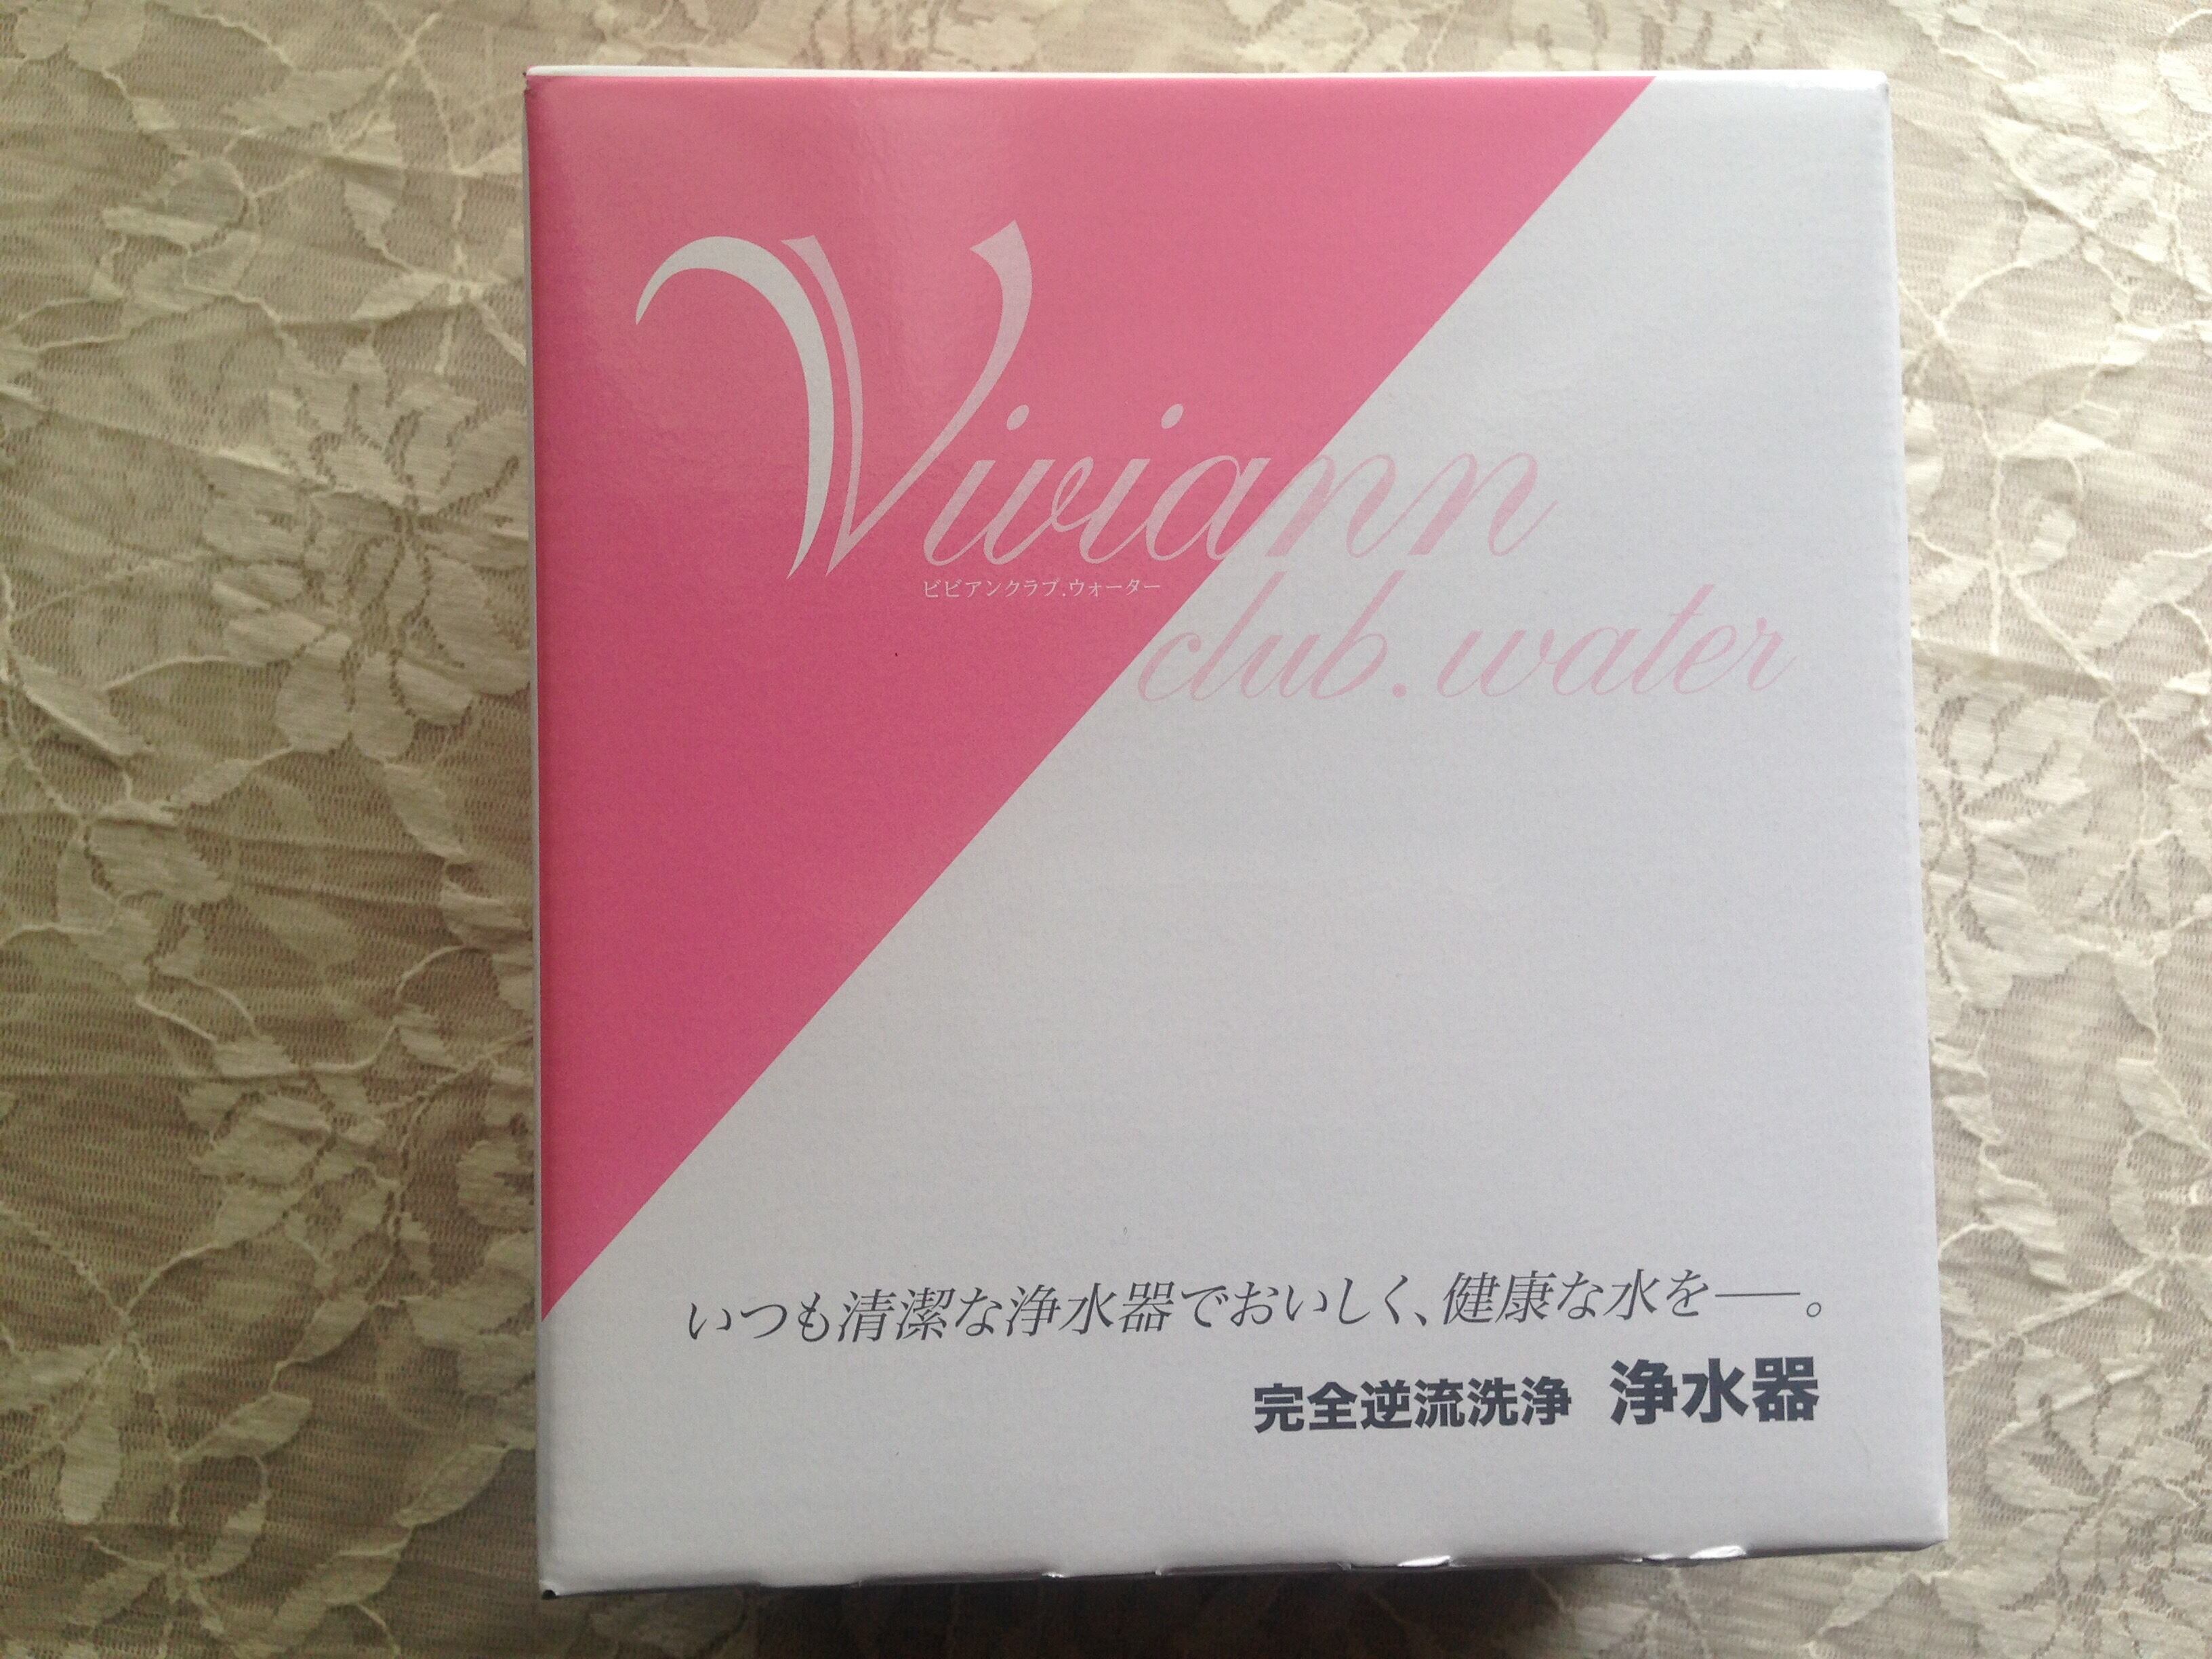 Viviann
ビビアンクラブ.ウォーター
club.water
いつも清潔な浄水器でおいしく、健康な水を──。
完全逆流洗浄 浄水器